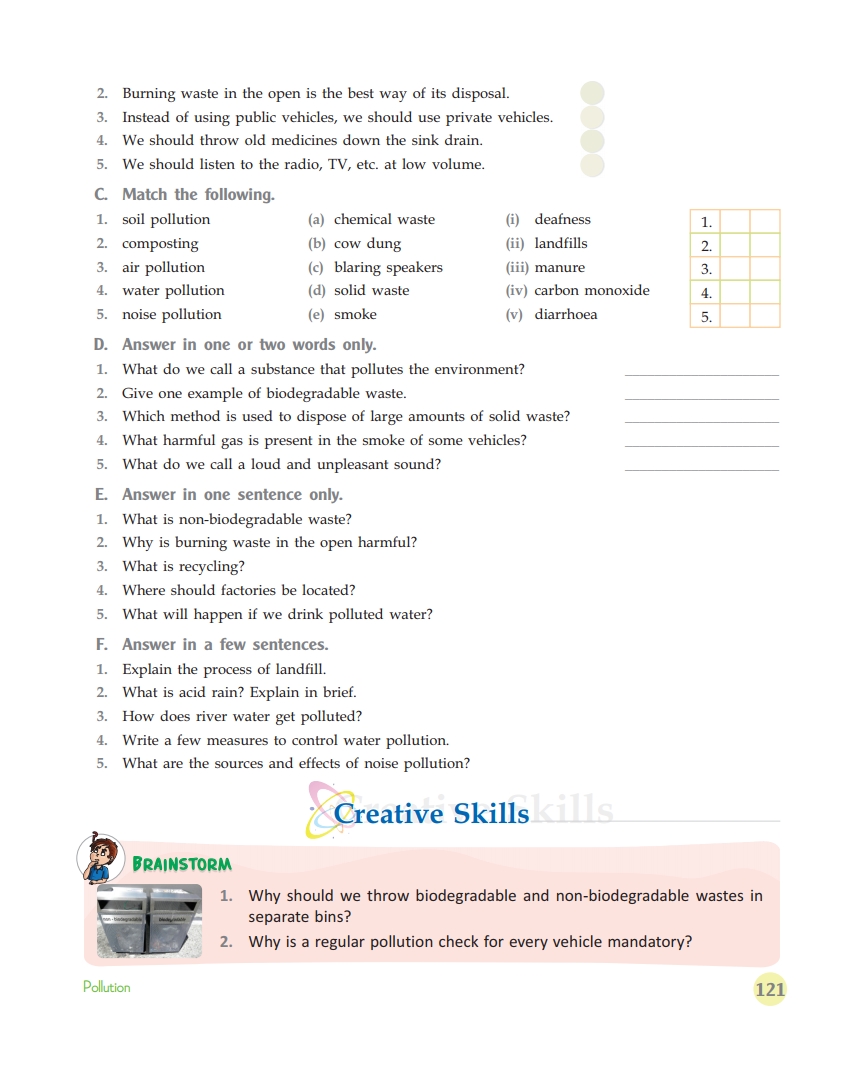 2. Burning waste in the open is the best way of its disposal.
3. Instead of using public vehicles, we should use private vehicles.
4. We should throw old medicines down the sink drain.
5. We should listen to the radio, TV, etc. at low volume.
C. Match the following.
1. soil pollution (a) chemical waste (i) deafness 1.
2. composting (b) cow dung (ii) landfills 2.
3. air pollution (c) blaring speakers (iii) manure 3.
4. water pollution (d) solid waste (iv) carbon monoxide 4.
5. noise pollution (e) smoke (v) diarrhoea 5.
D. Answer in one or two words only.
1. What do we call a substance that pollutes the environment?
2. Give one example of biodegradable waste.
3. Which method is used to dispose of large amounts of solid waste?
4. What harmful gas is present in the smoke of some vehicles?
5. What do we call a loud and unpleasant sound?
E. Answer in one sentence only.
1. What is non-biodegradable waste?
2. Why is burning waste in the open harmful?
3. What is recycling?
4. Where should factories be located?
5. What will happen if we drink polluted water?
F. Answer in a few sentences.
1. Explain the process of landfill.
2. What is acid rain? Explain in brief.
3. How does river water get polluted?
4. Write a few measures to control water pollution.
5. What are the sources and effects of noise pollution?
Creative Skills
BRAINSTORM
non - biodegradable Biodegradable
1. Why should we throw biodegradable and non-biodegradable wastes in
separate bins?
2. Why is a regular pollution check for every vehicle mandatory?
Pollution 121